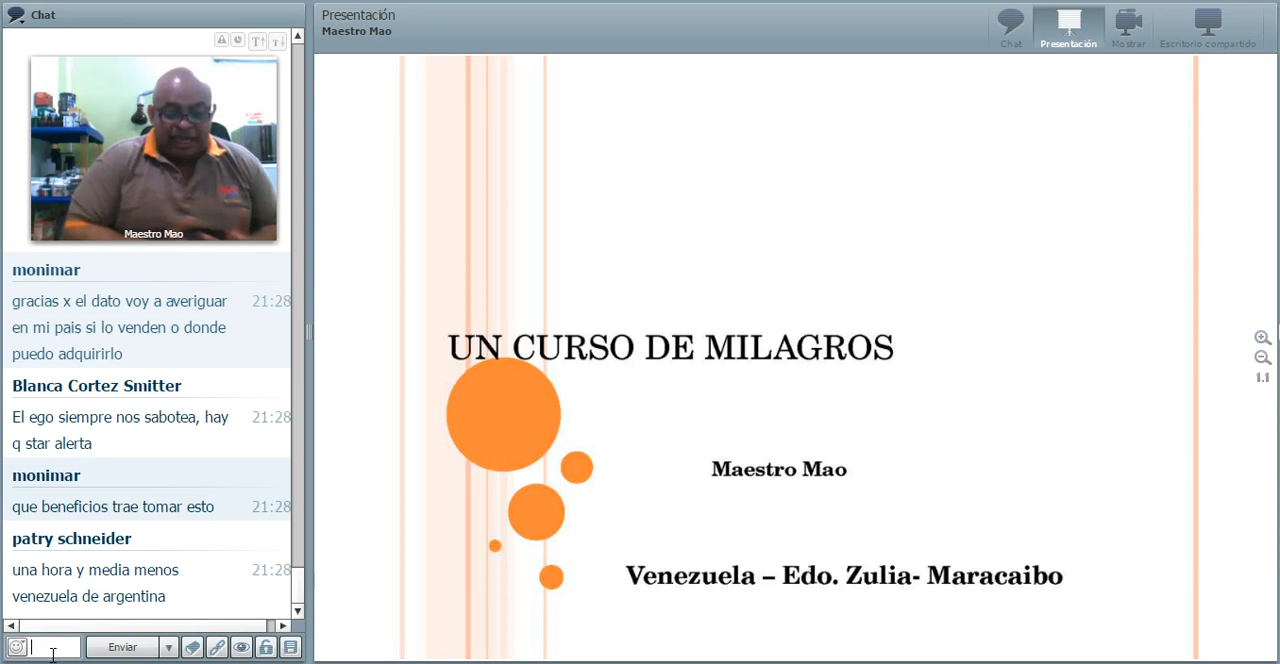 Chat
Presentación
Maestro Mao
Chat
Presentación
Mostrar
Escritorio compartido
T↑
T↓
Maestro Mao
monimar
gracias x el dato voy a averiguar 21:28
en mi pais si lo venden o donde
puedo adquirirlo
Blanca Cortez Smitter
El ego siempre nos sabotea, hay 21:28
q star alerta
monimar
que beneficios trae tomar esto 21:28
patry schneider
una hora y media menos 21:28
venezuela de argentina
Enviar
UN CURSO DE MILAGROS
Maestro Mao
Venezuela – Edo. Zulia- Maracaibo
1.1